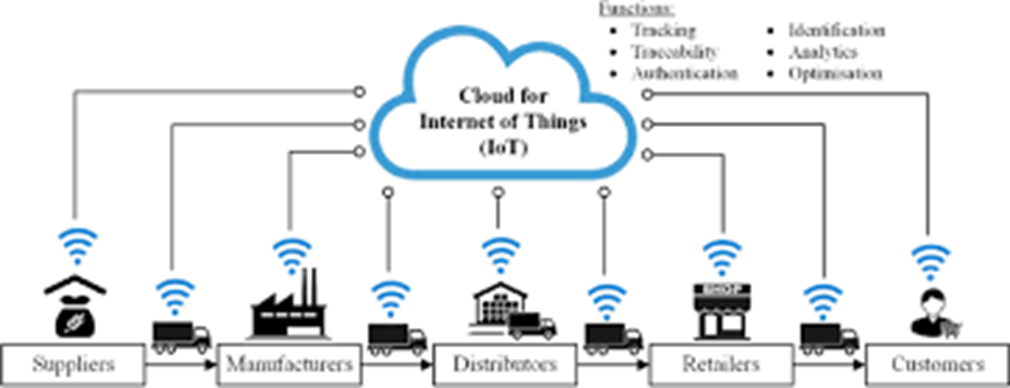 Functions:
• Tracking
• Traceability
• Authentication
• Identification
• Analytics
• Optimisation
Cloud for
Internet of Things
(IoT)
SHOP
Suppliers
Manufacturers
Distributors
Retailers
Customers